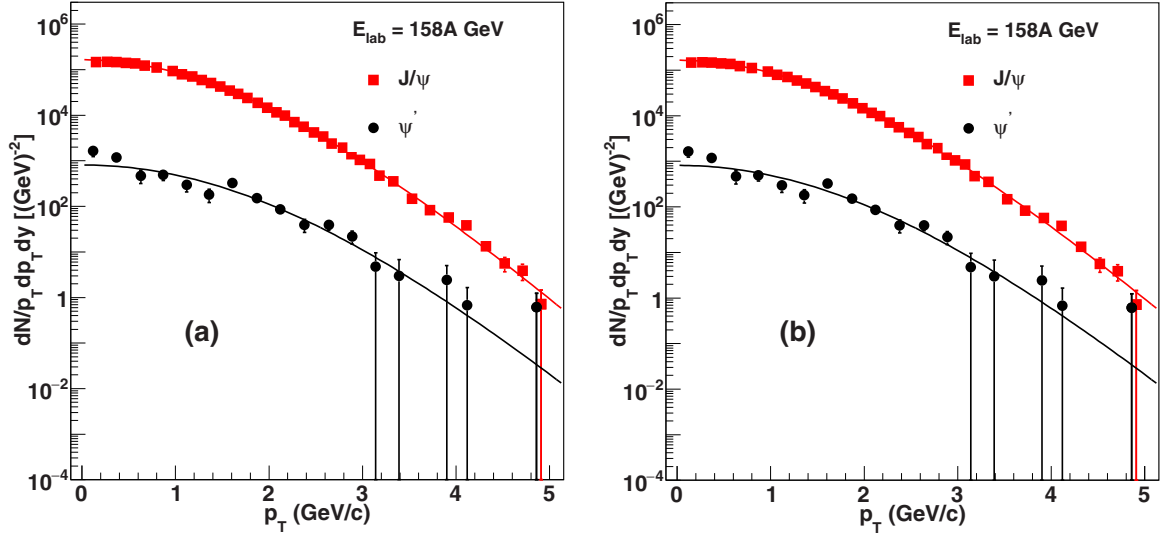 dN/p_T dp_T dy [(GeV)^-2]
10^6
10^4
10^2
1
10^-2
10^-4
E_lab = 158A GeV
J/ψ
ψ'
(a)
0 1 2 3 4 5
p_T (GeV/c)
dN/p_T dp_T dy [(GeV)^-2]
10^6
10^4
10^2
1
10^-2
10^-4
E_lab = 158A GeV
J/ψ
ψ'
(b)
0 1 2 3 4 5
p_T (GeV/c)